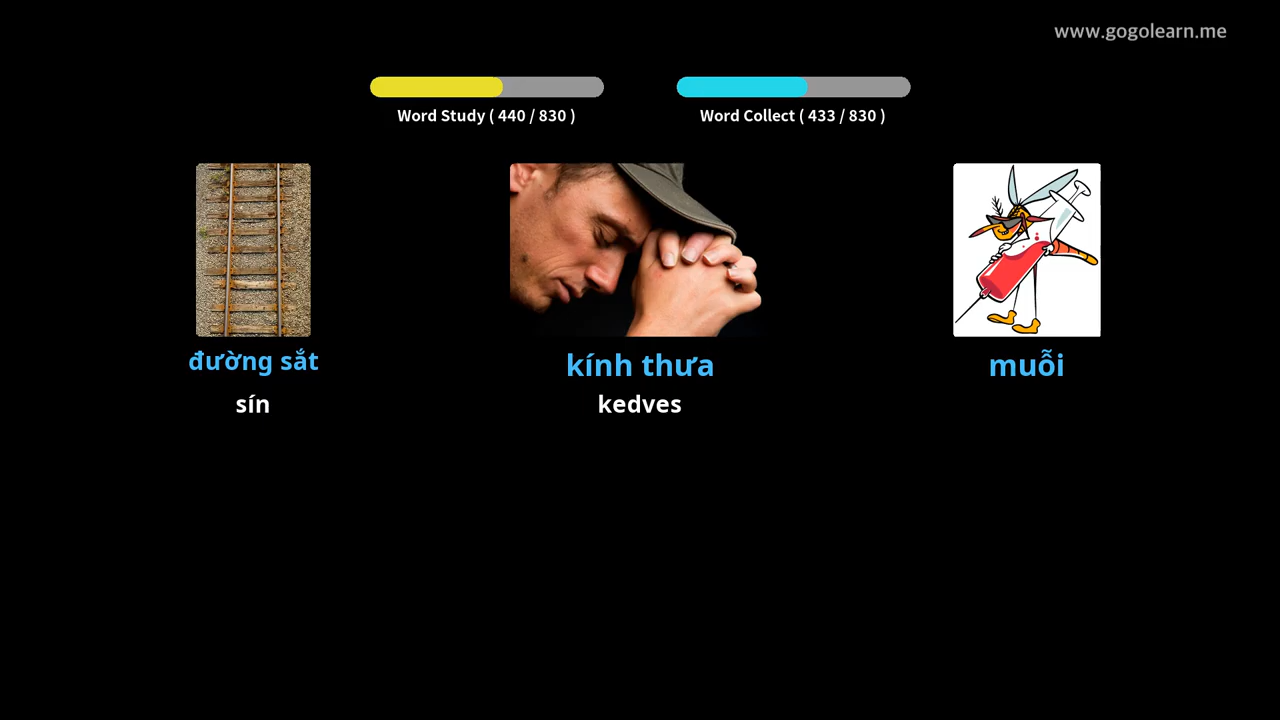 www.gogolearn.me
Word Study ( 440 / 830 )
Word Collect ( 433 / 830 )
đường sắt
sín
kính thưa
kedves
muỗi